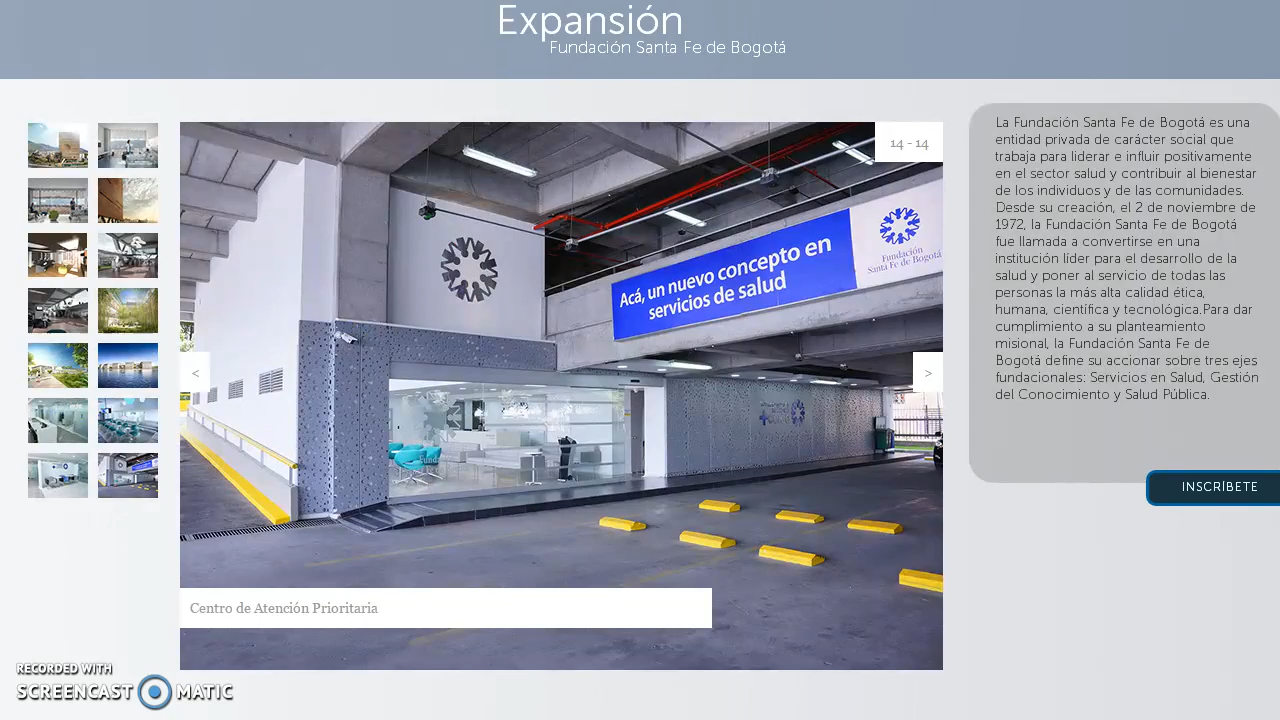 Expansión
Fundación Santa Fe de Bogotá
14 - 14
Acá, un nuevo concepto en
servicios de salud
Fundación
Santa Fe de Bogotá
<
>
Centro de Atención Prioritaria
La Fundación Santa Fe de Bogotá es una
entidad privada de carácter social que
trabaja para liderar e influir positivamente
en el sector salud y contribuir al bienestar
de los individuos y de las comunidades.
Desde su creación, el 2 de noviembre de
1972, la Fundación Santa Fe de Bogotá
fue llamada a convertirse en una
institución líder para el desarrollo de la
salud y poner al servicio de todas las
personas la más alta calidad ética,
humana, científica y tecnológica.Para dar
cumplimiento a su planteamiento
misional, la Fundación Santa Fe de
Bogotá define su accionar sobre tres ejes
fundacionales: Servicios en Salud, Gestión
del Conocimiento y Salud Pública.
INSCRÍBETE
RECORDED WITH
SCREENCAST MATIC